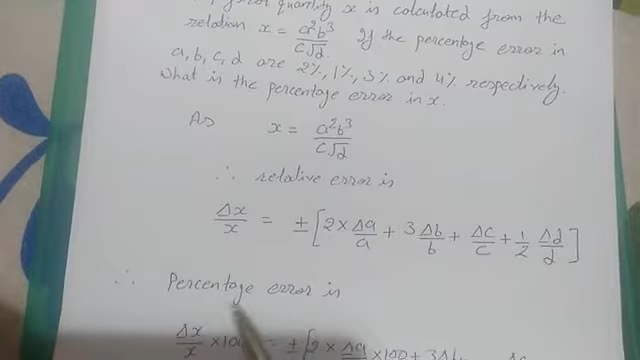 quantity x is calculated from the
relation x = a²b³/c√d If the percentage error in
a, b, c, d are 2%, 1%, 3% and 4% respectively.
What is the percentage error in x.
As x = a²b³/c√d
∴ relative error is
Δx/x = ± [2 × Δa/a + 3 Δb/b + Δc/c + 1/2 Δd/d]
∴ Percentage error is
Δx/x × 100 = ± [2 × Δa × 100 + 3 Δb